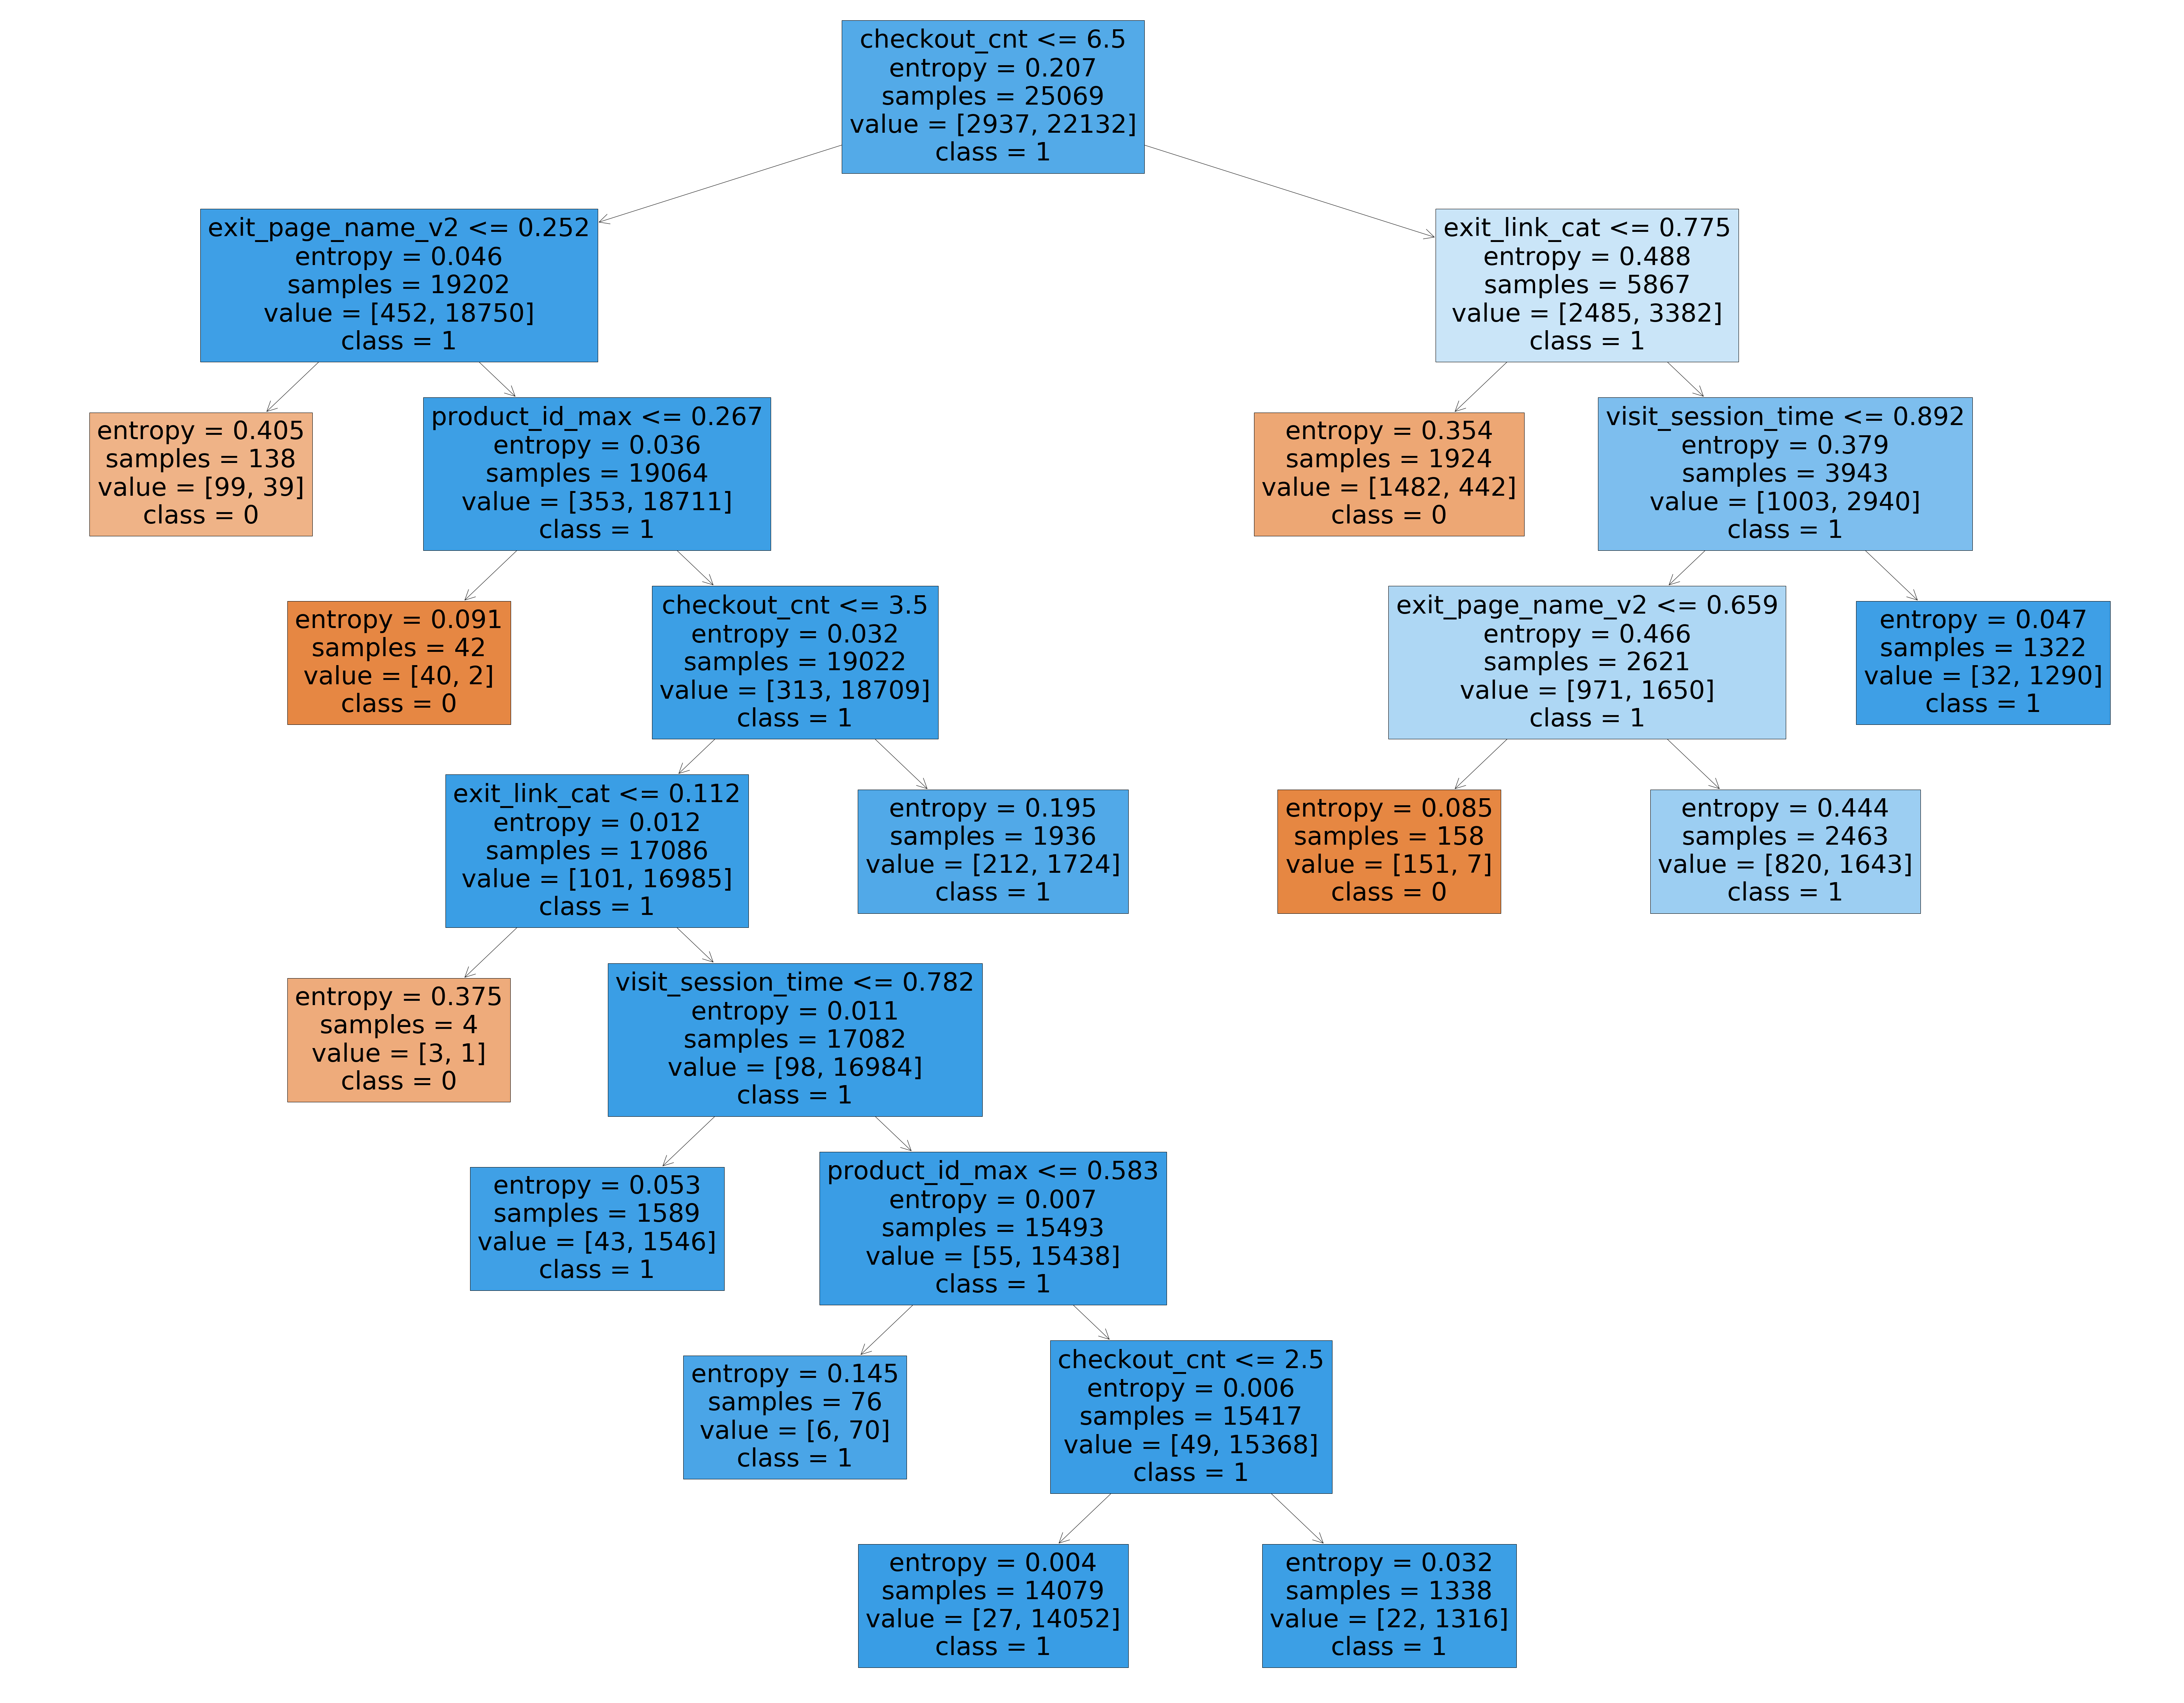 checkout_cnt <= 6.5
entropy = 0.207
samples = 25069
value = [2937, 22132]
class = 1
exit_page_name_v2 <= 0.252
entropy = 0.046
samples = 19202
value = [452, 18750]
class = 1
exit_link_cat <= 0.775
entropy = 0.488
samples = 5867
value = [2485, 3382]
class = 1
entropy = 0.405
samples = 138
value = [99, 39]
class = 0
product_id_max <= 0.267
entropy = 0.036
samples = 19064
value = [353, 18711]
class = 1
entropy = 0.354
samples = 1924
value = [1482, 442]
class = 0
visit_session_time <= 0.892
entropy = 0.379
samples = 3943
value = [1003, 2940]
class = 1
entropy = 0.091
samples = 42
value = [40, 2]
class = 0
checkout_cnt <= 3.5
entropy = 0.032
samples = 19022
value = [313, 18709]
class = 1
exit_page_name_v2 <= 0.659
entropy = 0.466
samples = 2621
value = [971, 1650]
class = 1
entropy = 0.047
samples = 1322
value = [32, 1290]
class = 1
exit_link_cat <= 0.112
entropy = 0.012
samples = 17086
value = [101, 16985]
class = 1
entropy = 0.195
samples = 1936
value = [212, 1724]
class = 1
entropy = 0.085
samples = 158
value = [151, 7]
class = 0
entropy = 0.444
samples = 2463
value = [820, 1643]
class = 1
entropy = 0.375
samples = 4
value = [3, 1]
class = 0
visit_session_time <= 0.782
entropy = 0.011
samples = 17082
value = [98, 16984]
class = 1
entropy = 0.053
samples = 1589
value = [43, 1546]
class = 1
product_id_max <= 0.583
entropy = 0.007
samples = 15493
value = [55, 15438]
class = 1
entropy = 0.145
samples = 76
value = [6, 70]
class = 1
checkout_cnt <= 2.5
entropy = 0.006
samples = 15417
value = [49, 15368]
class = 1
entropy = 0.004
samples = 14079
value = [27, 14052]
class = 1
entropy = 0.032
samples = 1338
value = [22, 1316]
class = 1